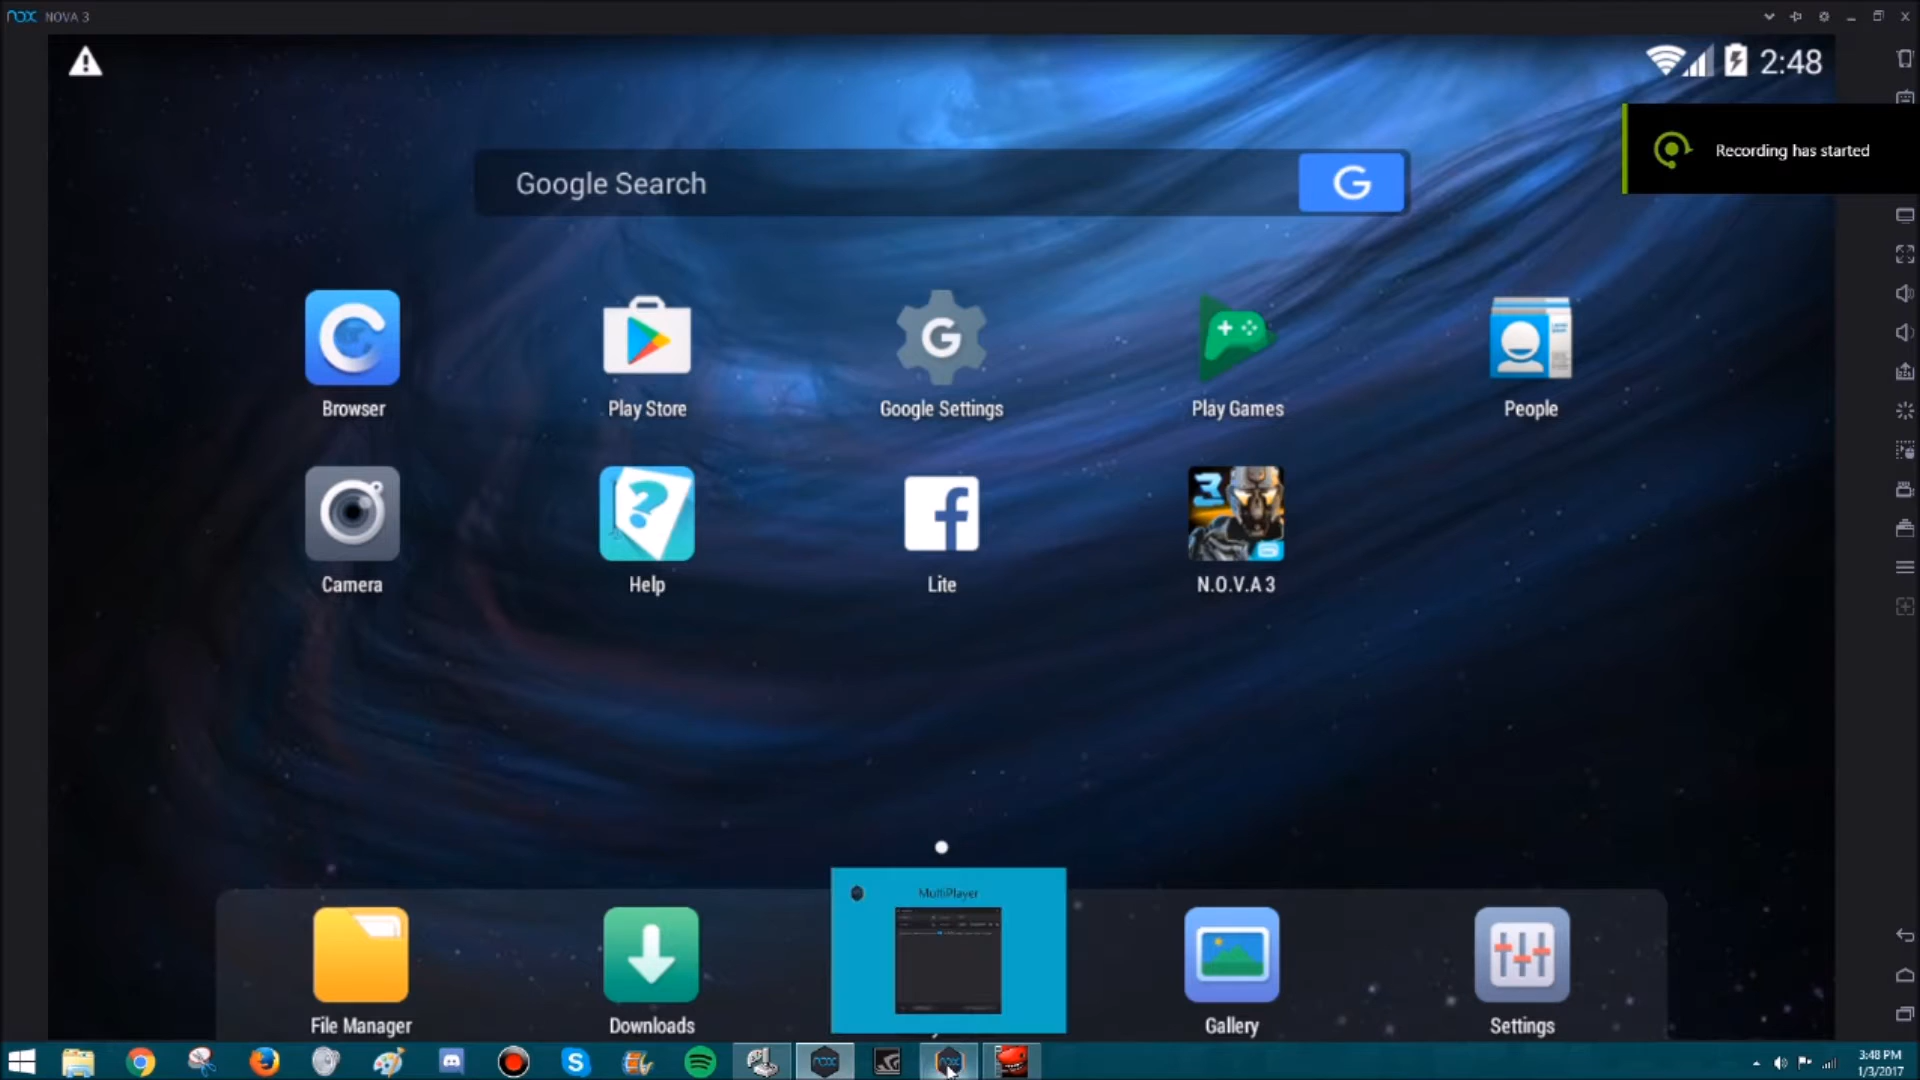 nox NOVA 3
2:48
Recording has started
Google Search
G
Browser
Play Store
Google Settings
Play Games
People
Camera
Help
Lite
N.O.V.A 3
MultiPlayer
File Manager
Downloads
Gallery
Settings
3:48 PM
1/3/2017